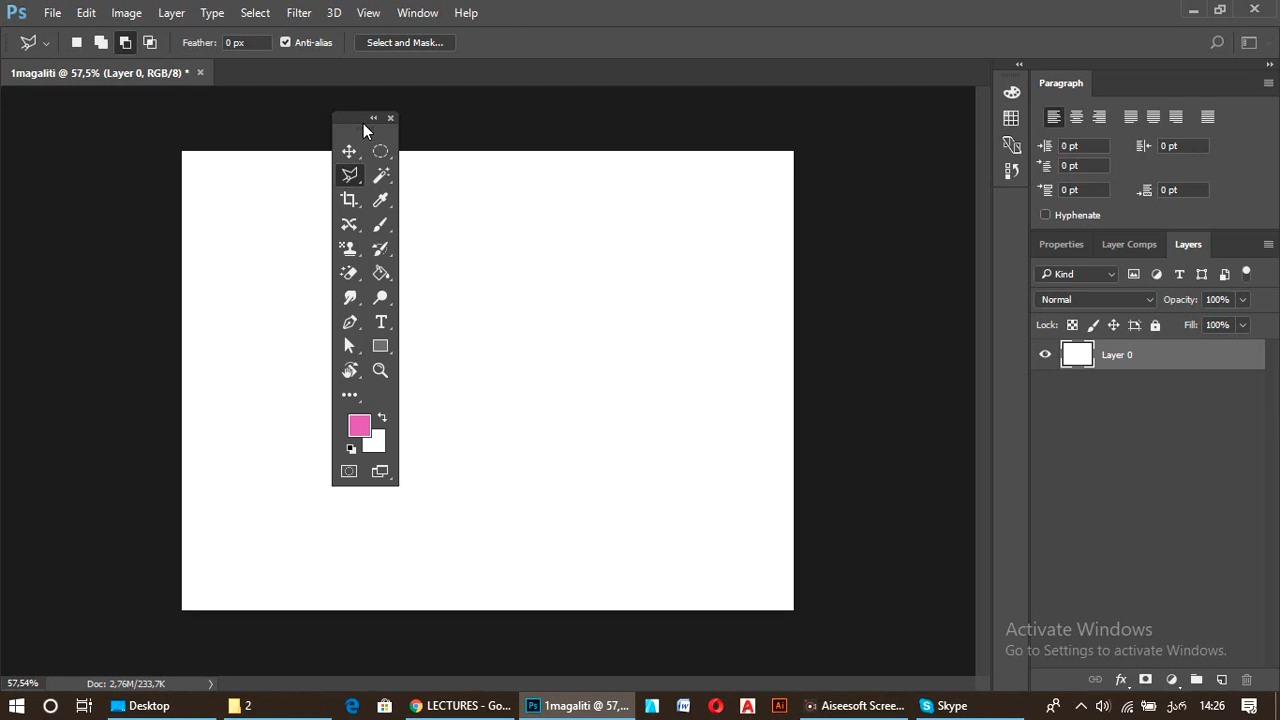 Ps File Edit Image Layer Type Select Filter 3D View Window Help
Feather: 0 px Anti-alias Select and Mask...
1magaliti @ 57,5% (Layer 0, RGB/8) *
Paragraph
0 pt 0 pt
0 pt
0 pt 0 pt
Hyphenate
Properties Layer Comps Layers
Kind
Normal Opacity: 100%
Lock: Fill: 100%
Layer 0
T
Activate Windows
Go to Settings to activate Windows.
57,54% Doc: 2,76M/233,7K
Desktop 2 LECTURES - Go... Ps 1magaliti @ 57,... Ai Aiseesoft Scree... Skype ქარ 14:28